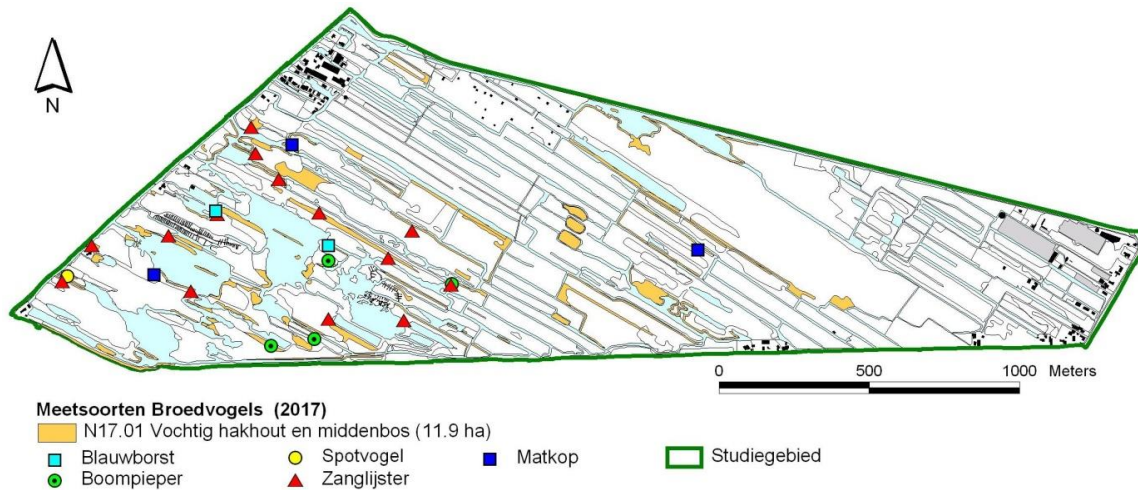 N
0 500 1000 Meters
Meetsoorten Broedvogels (2017)
N17.01 Vochtig hakhout en middenbos (11.9 ha)
Blauwborst Spotvogel Matkop Studiegebied
Boompieper Zanglijster